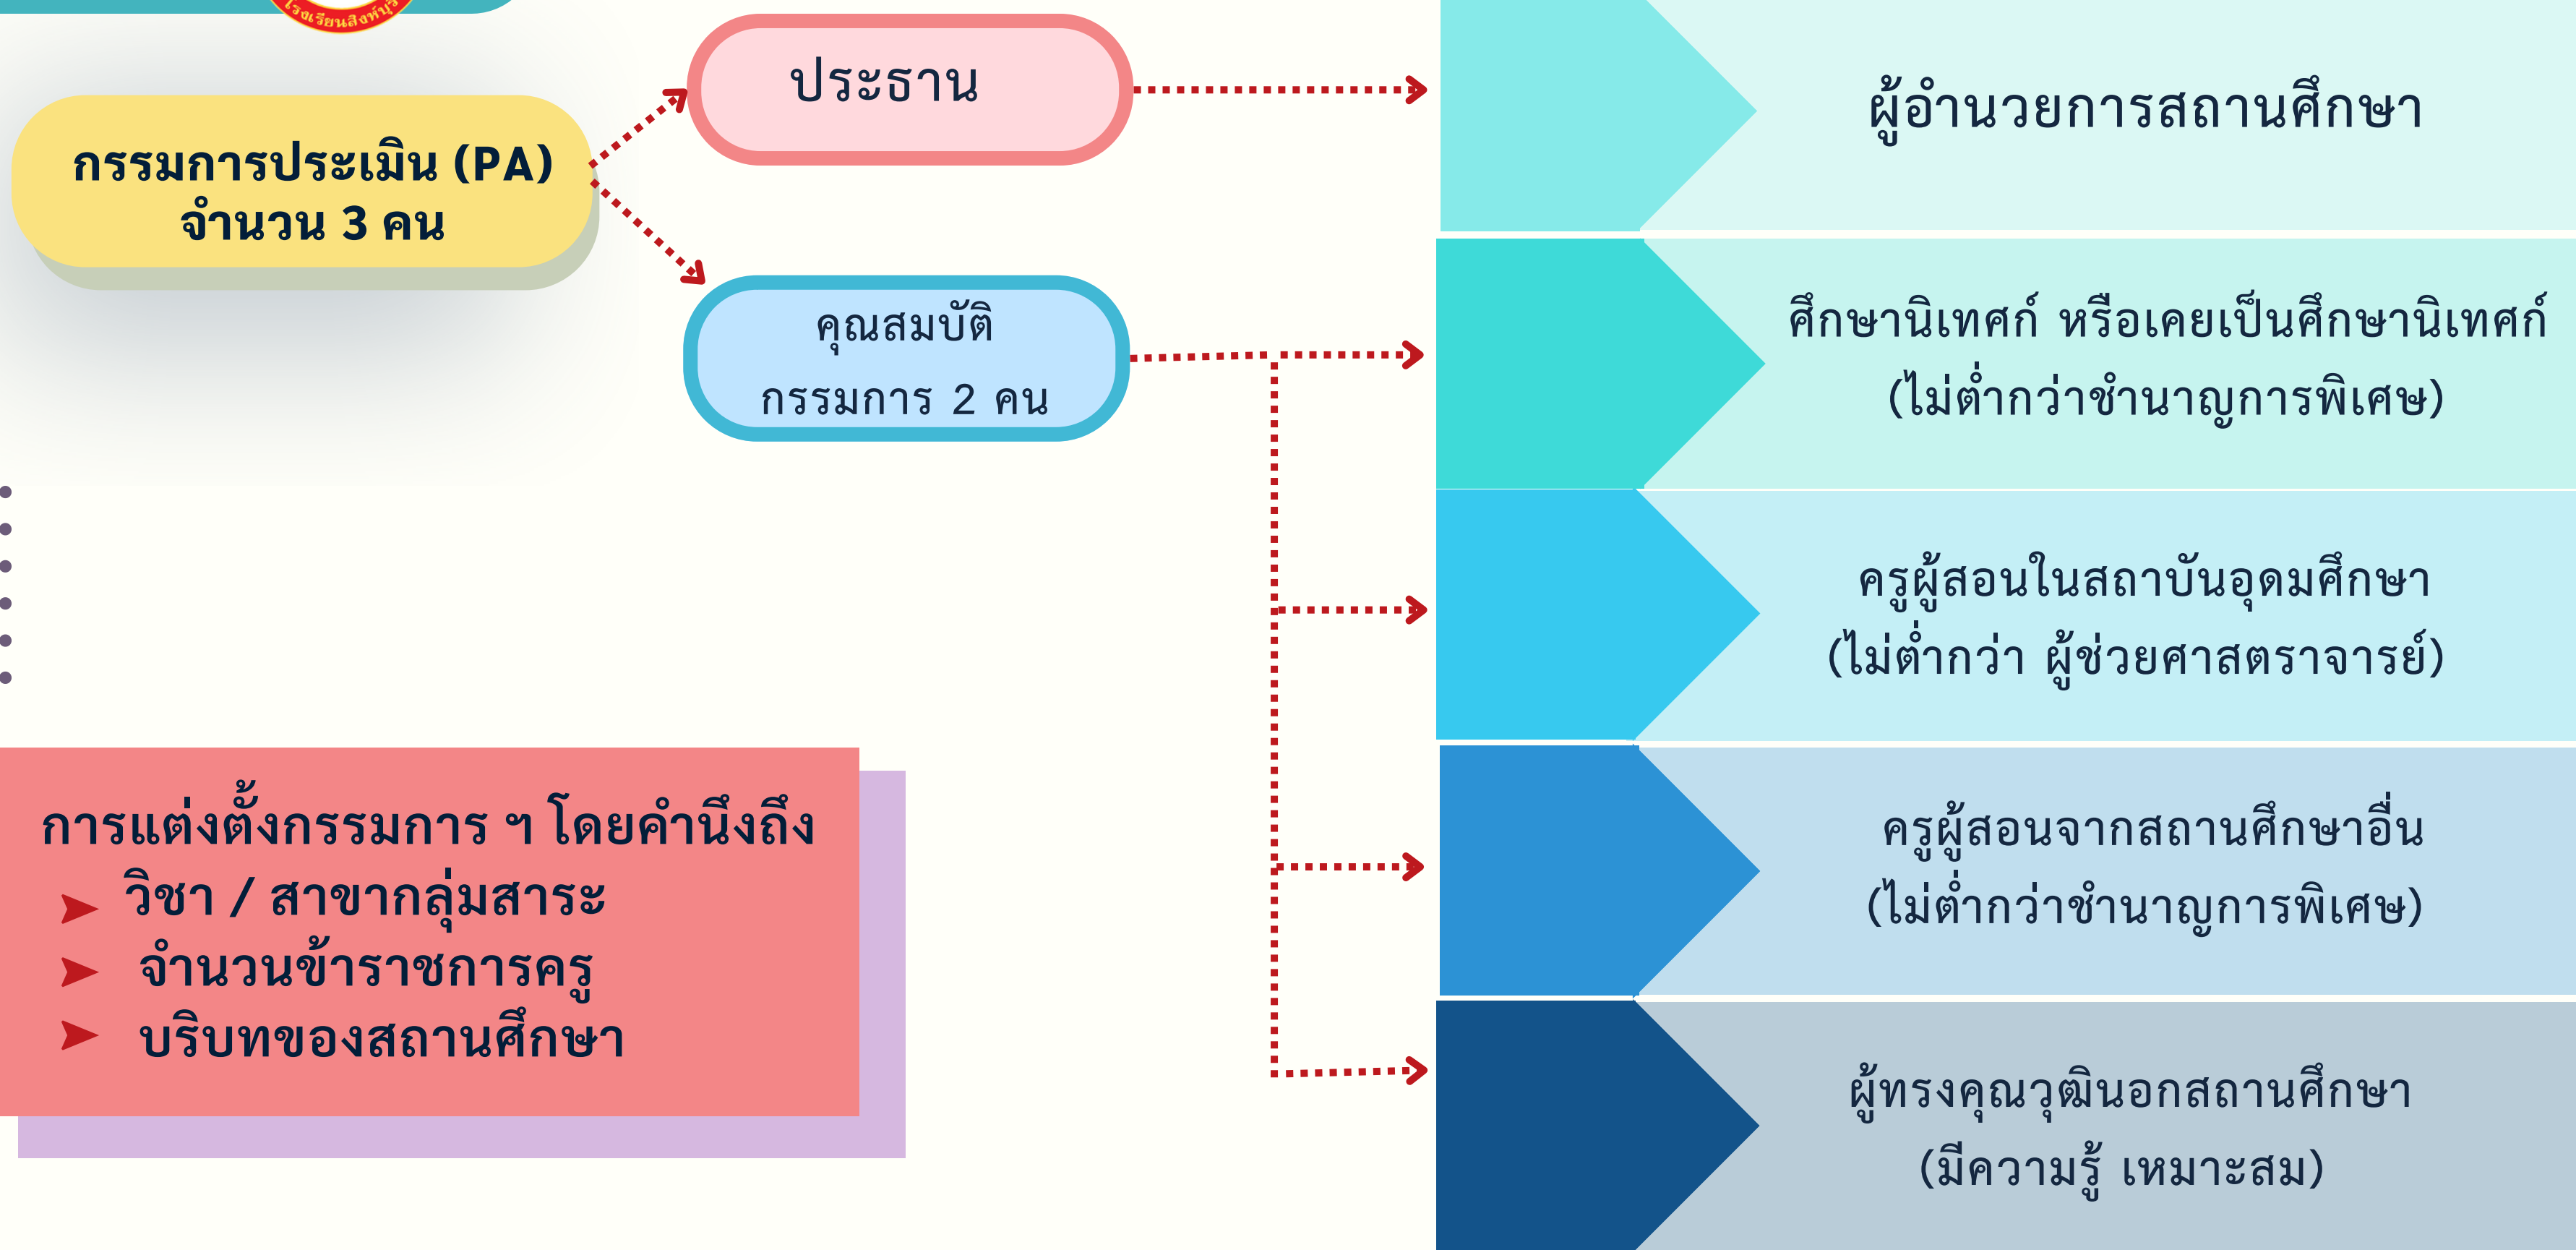 โรงเรียนสิงห์บุรี
กรรมการประเมิน (PA)
จำนวน 3 คน
ประธาน
คุณสมบัติ
กรรมการ 2 คน
ผู้อำนวยการสถานศึกษา
ศึกษานิเทศก์ หรือเคยเป็นศึกษานิเทศก์
(ไม่ต่ำกว่าชำนาญการพิเศษ)
ครูผู้สอนในสถาบันอุดมศึกษา
(ไม่ต่ำกว่า ผู้ช่วยศาสตราจารย์)
ครูผู้สอนจากสถานศึกษาอื่น
(ไม่ต่ำกว่าชำนาญการพิเศษ)
ผู้ทรงคุณวุฒินอกสถานศึกษา
(มีความรู้ เหมาะสม)
การแต่งตั้งกรรมการ ฯ โดยคำนึงถึง
วิชา / สาขากลุ่มสาระ
จำนวนข้าราชการครู
บริบทของสถานศึกษา